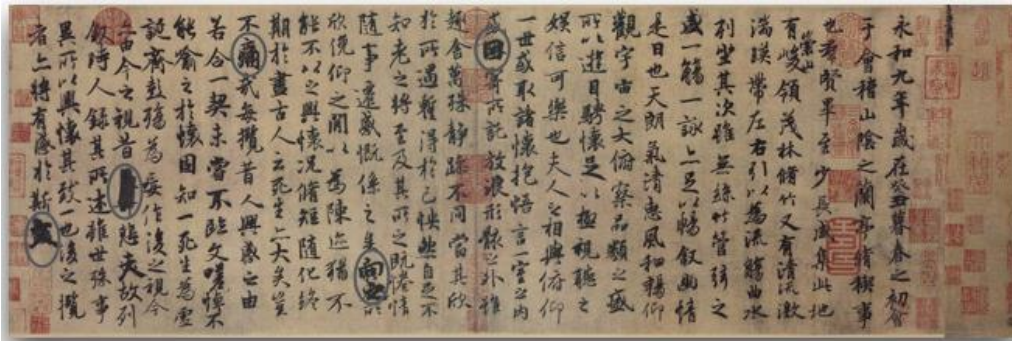 永和九年歲在癸丑暮春之初會
于會稽山陰之蘭亭脩稧事
也群賢畢至少長咸集此地
有崇山峻領茂林脩竹又有清流激
湍暎帶左右引以為流觴曲水
列坐其次雖無絲竹管弦之
盛一觴一詠亦足以暢敘幽情
是日也天朗氣清惠風和暢仰
觀宇宙之大俯察品類之盛
所以遊目騁懷足以極視聽之
娛信可樂也夫人之相與俯仰
一世或取諸懷抱悟言一室之內
或因寄所託放浪形骸之外雖
趣舍萬殊靜躁不同當其欣
於所遇暫得於己怏然自足不
知老之將至及其所之既惓情
隨事遷感慨係之矣向之所
欣俛仰之閒以為陳迹猶不
能不以之興懷況脩短隨化終
期於盡古人云死生亦大矣豈
不痛哉每攬昔人興感之由
若合一契未嘗不臨文嗟悼不
能喻之於懷固知一死生為虛
誕齊彭殤為妄作後之視今
亦由今之視昔悲夫故列
敘時人錄其所述雖世殊事
異所以興懷其致一也後之攬
者亦將有感於斯文